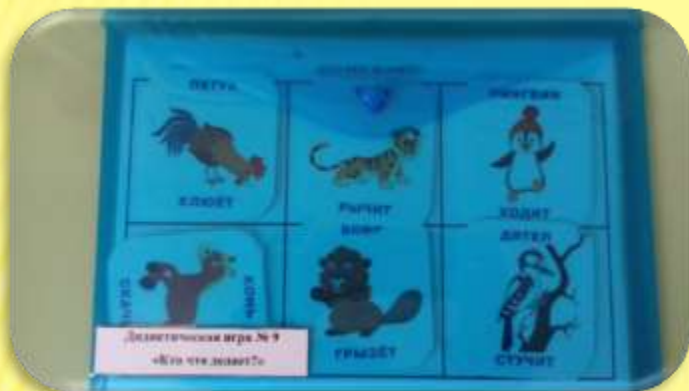 ПЕТУХ
ПИНГВИН
КЛЮЁТ
РЫЧИТ
ХОДИТ
БОБР
ДЯТЕЛ
ГРЫЗЁТ
СТУЧИТ
Дидактическая игра № 9
«Кто что делает?»